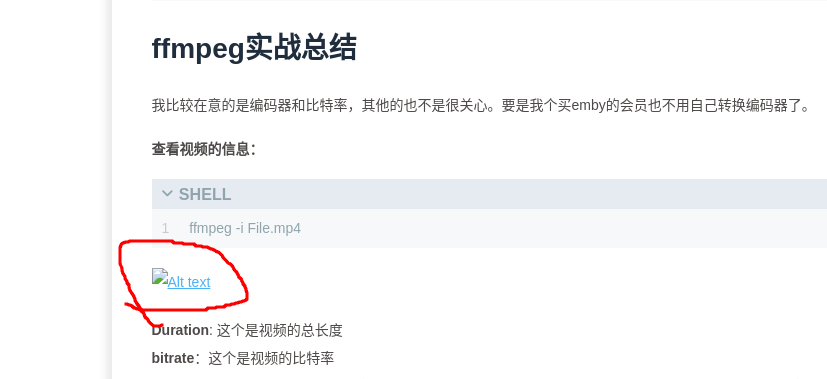 ffmpeg实战总结
我比较在意的是编码器和比特率，其他的也不是很关心。要是我个买emby的会员也不用自己转换编码器了。
查看视频的信息：
SHELL
1 ffmpeg -i File.mp4
Alt text
Duration: 这个是视频的总长度
bitrate：这个是视频的比特率